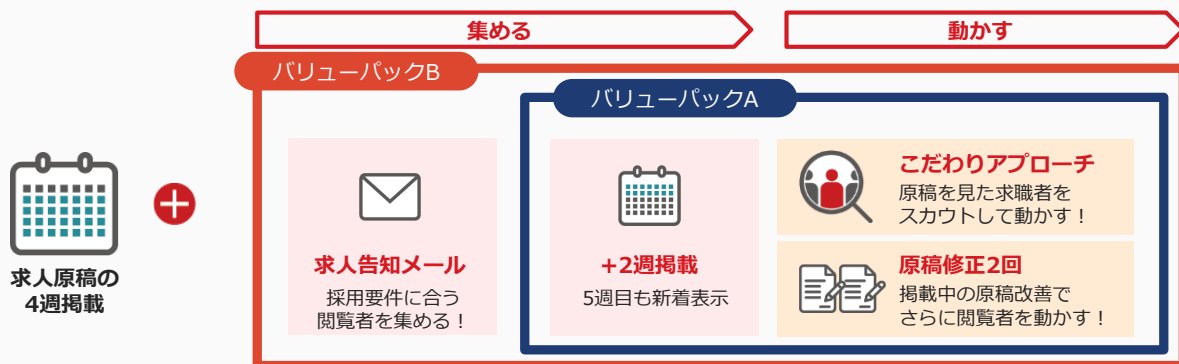 集める
動かす
バリューパックB
バリューパックA
求人原稿の
4週掲載
求人告知メール
採用要件に合う
閲覧者を集める！
+2週掲載
5週目も新着表示
こだわりアプローチ
原稿を見た求職者を
スカウトして動かす！
原稿修正2回
掲載中の原稿改善で
さらに閲覧者を動かす！